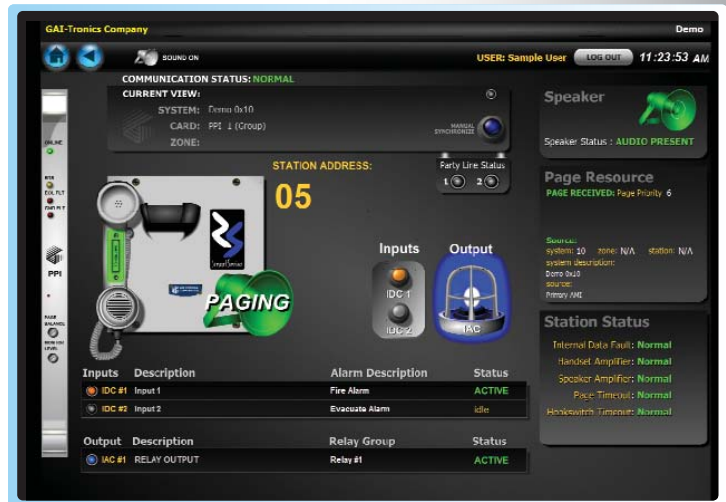 GAI-Tronics Company
Demo
SOUND ON
USER: Sample User
LOG OUT
11:23:53 AM
COMMUNICATION STATUS: NORMAL
CURRENT VIEW:
SYSTEM: Demo 0x10
CARD: PPI 1 (Group)
ZONE:
MANUAL
SYNCHRONIZE
Speaker
Speaker Status : AUDIO PRESENT
ONLINE
STATION ADDRESS:
05
Party Line Status
1 2
Page Resource
PAGE RECEIVED: Page Priority 6
Source:
system: 10 zone: N/A station: N/A
system description:
Demo 0x10
source:
Primary AMI
PPI
PAGING
Inputs
Output
IDC 1
IDC 2
IAC
PAGE
BALANCE
LEVEL
Station Status
Internal Data Fault: Normal
Handset Amplifier: Normal
Speaker Amplifier: Normal
Page Timeout: Normal
Hookswitch Timeout: Normal
Inputs Description Alarm Description Status
IDC #1 Input 1 Fire Alarm ACTIVE
IDC #2 Input 2 Evacuate Alarm idle
Output Description Relay Group Status
IAC #1 RELAY OUTPUT Relay #1 ACTIVE